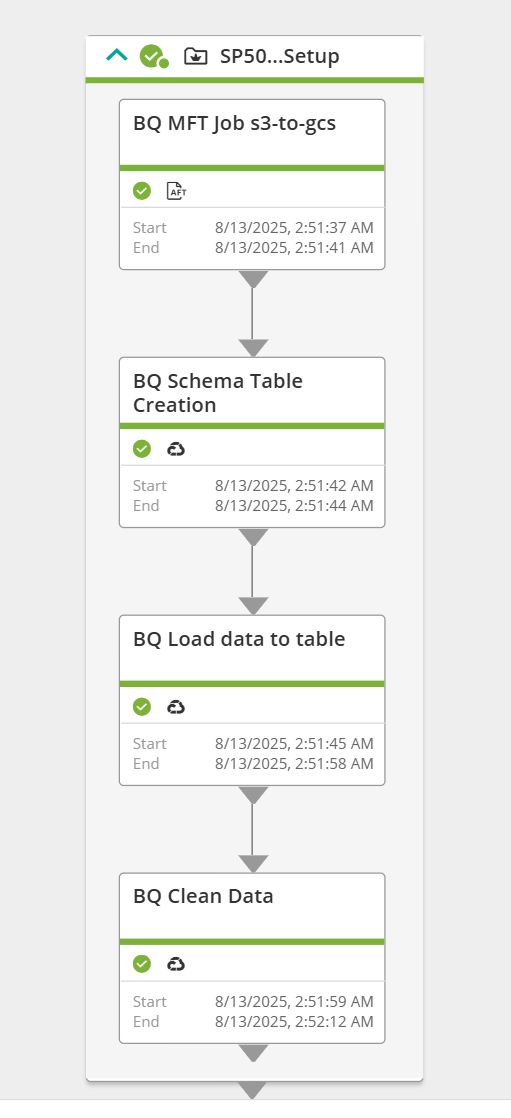 SP50...Setup
BQ MFT Job s3-to-gcs
AFT
Start 8/13/2025, 2:51:37 AM
End 8/13/2025, 2:51:41 AM
BQ Schema Table
Creation
Start 8/13/2025, 2:51:42 AM
End 8/13/2025, 2:51:44 AM
BQ Load data to table
Start 8/13/2025, 2:51:45 AM
End 8/13/2025, 2:51:58 AM
BQ Clean Data
Start 8/13/2025, 2:51:59 AM
End 8/13/2025, 2:52:12 AM